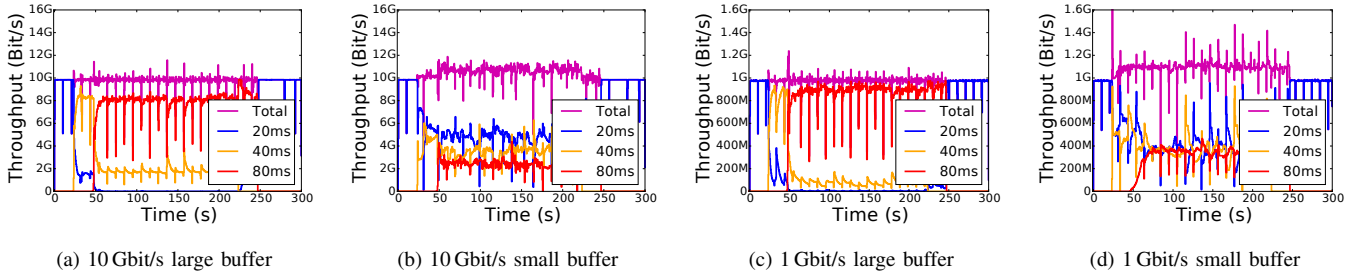 16G
14G
12G
10G
8G
6G
4G
2G
0
0 50 100 150 200 250 300
Throughput (Bit/s)
Time (s)
Total
20ms
40ms
80ms
(a) 10 Gbit/s large buffer
16G
14G
12G
10G
8G
6G
4G
2G
0
0 50 100 150 200 250 300
Throughput (Bit/s)
Time (s)
Total
20ms
40ms
80ms
(b) 10 Gbit/s small buffer
1.6G
1.4G
1.2G
1G
800M
600M
400M
200M
0
0 50 100 150 200 250 300
Throughput (Bit/s)
Time (s)
Total
20ms
40ms
80ms
(c) 1 Gbit/s large buffer
1.6G
1.4G
1.2G
1G
800M
600M
400M
200M
0
0 50 100 150 200 250 300
Throughput (Bit/s)
Time (s)
Total
20ms
40ms
80ms
(d) 1 Gbit/s small buffer